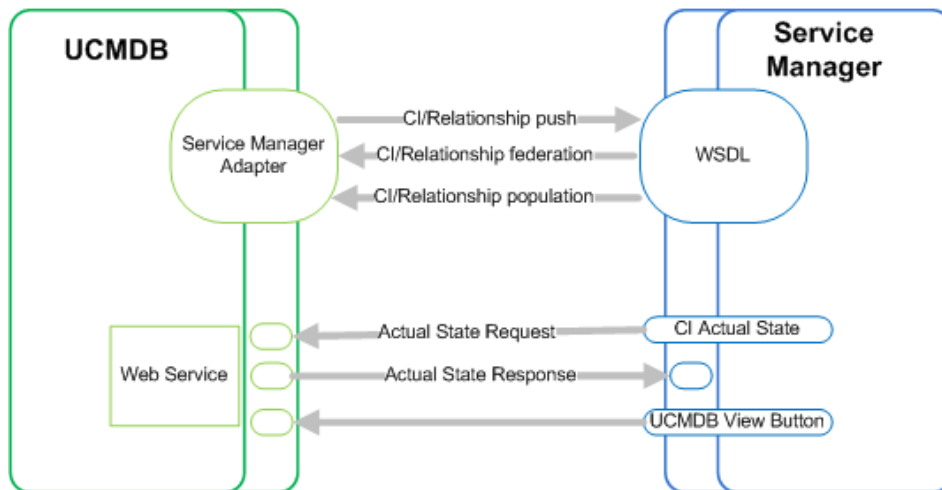 UCMDB
Service
Manager
Service Manager
Adapter
CI/Relationship push
CI/Relationship federation
CI/Relationship population
WSDL
Actual State Request
CI Actual State
Web Service
Actual State Response
UCMDB View Button